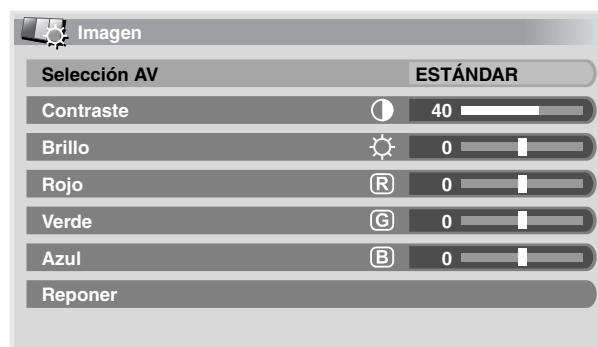 Imagen
Selección AV ESTÁNDAR
Contraste 40
Brillo 0
Rojo R 0
Verde G 0
Azul B 0
Reponer